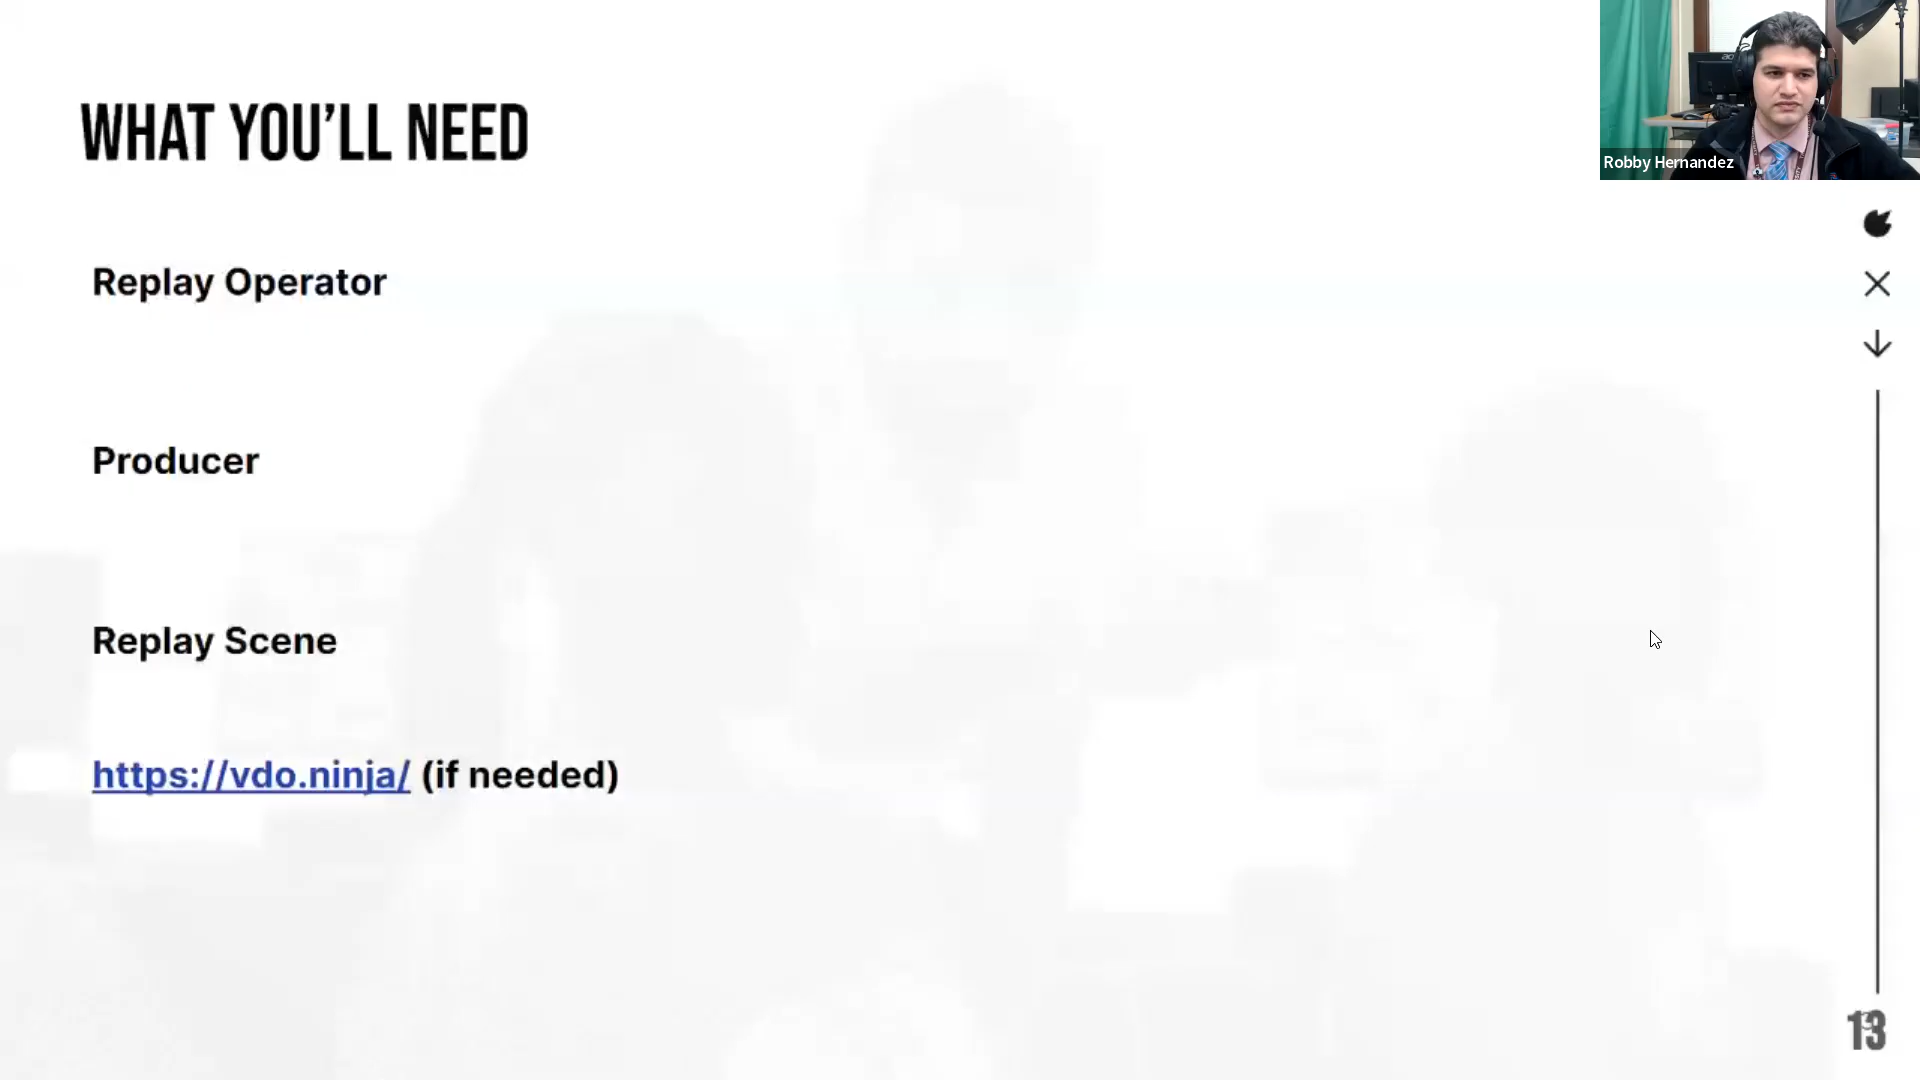 WHAT YOU'LL NEED
Robby Hernandez
Replay Operator
Producer
Replay Scene
https://vdo.ninja/ (if needed)
13